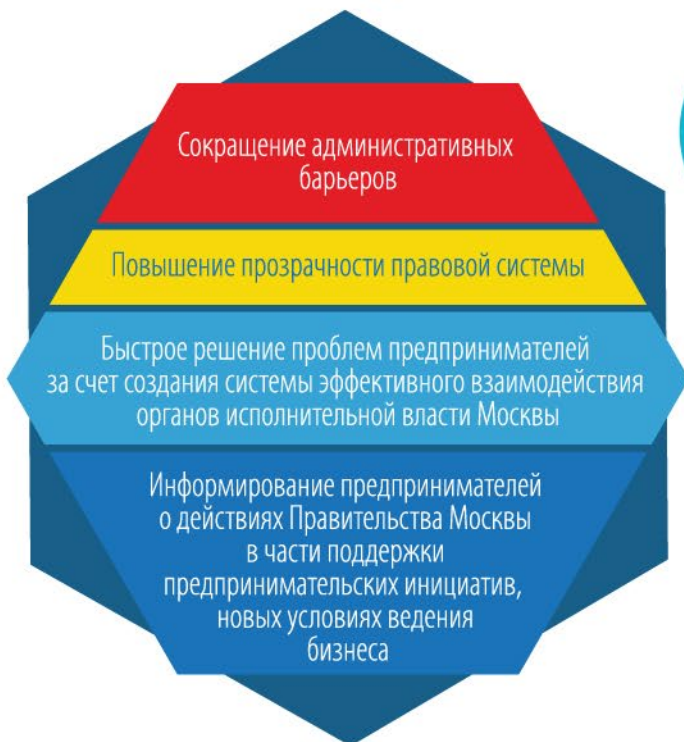 Сокращение административных
барьеров
Повышение прозрачности правовой системы
Быстрое решение проблем предпринимателей
за счет создания системы эффективного взаимодействия
органов исполнительной власти Москвы
Информирование предпринимателей
о действиях Правительства Москвы
в части поддержки
предпринимательских инициатив,
новых условиях ведения
бизнеса